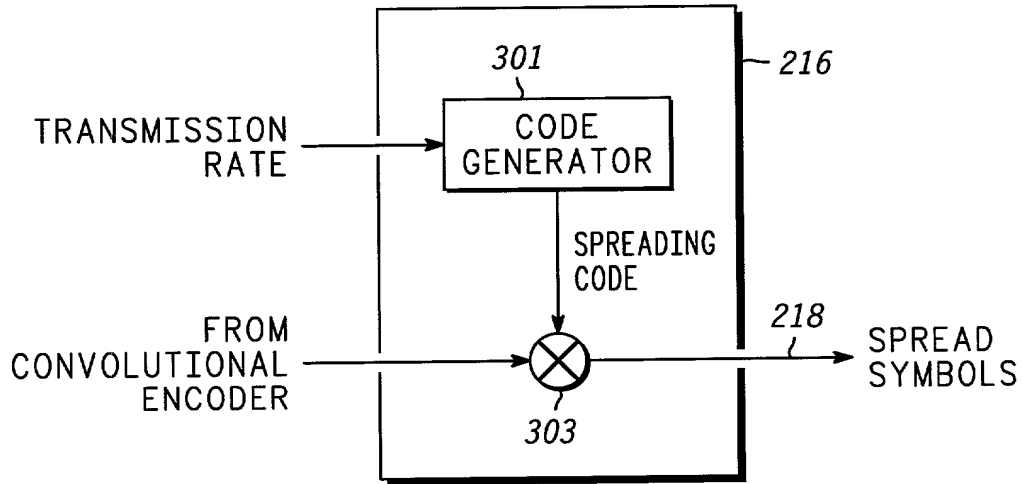 301
216
TRANSMISSION
RATE
CODE
GENERATOR
SPREADING
CODE
FROM
CONVOLUTIONAL
ENCODER
303
218
SPREAD
SYMBOLS